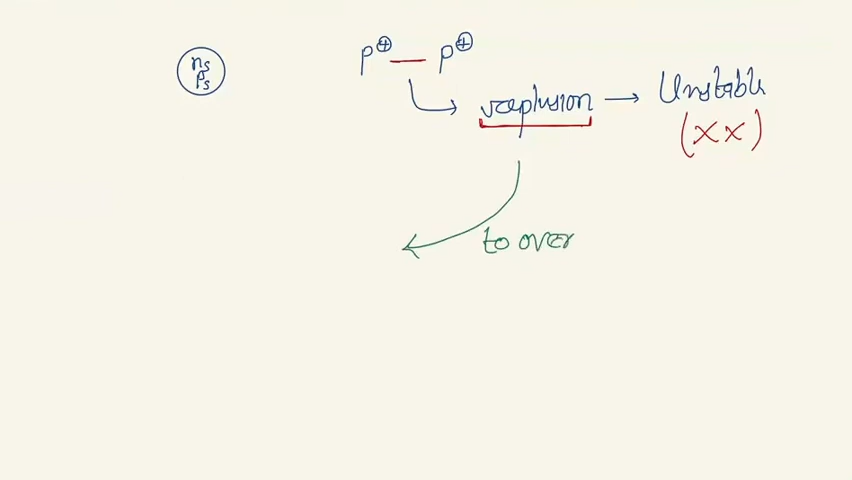 ns
Ps
P⊕ — P⊕
repulsion → Unstable
(xx)
to over